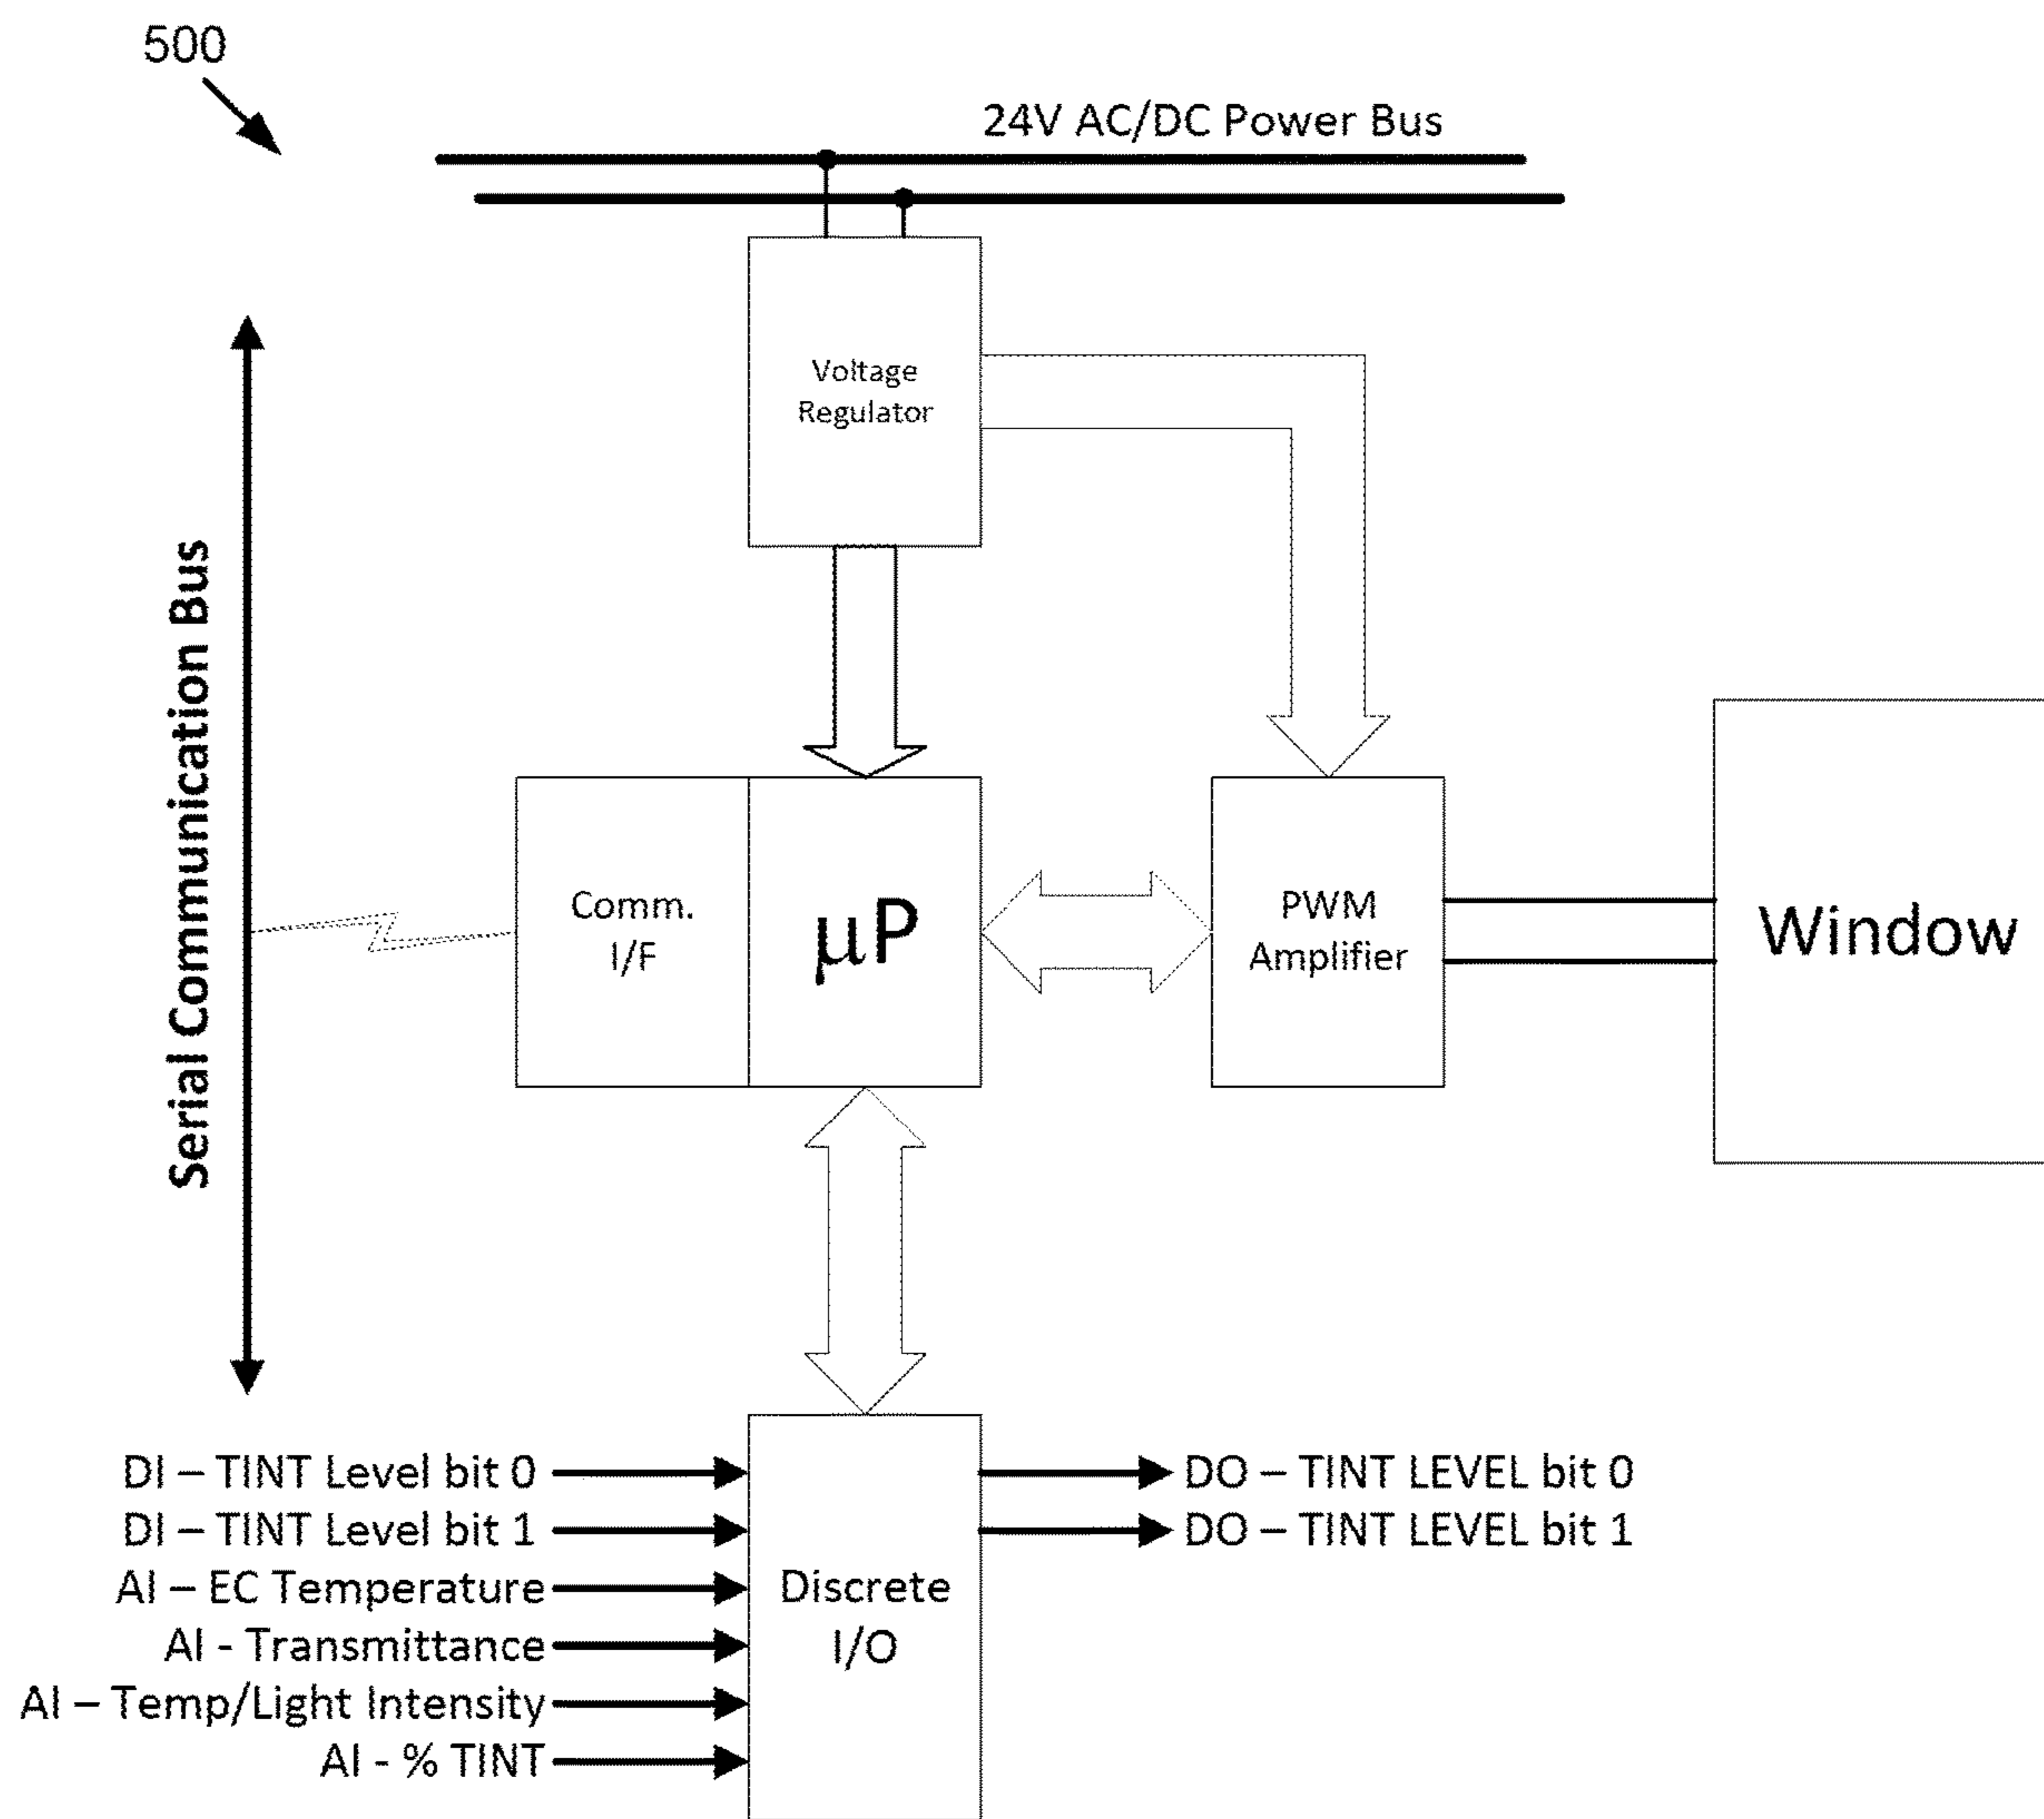 500
24V AC/DC Power Bus
Voltage
Regulator
Serial Communication Bus
Comm.
I/F
µP
PWM
Amplifier
Window
DI – TINT Level bit 0
DI – TINT Level bit 1
AI – EC Temperature
AI - Transmittance
AI – Temp/Light Intensity
AI - % TINT
Discrete
I/O
DO – TINT LEVEL bit 0
DO – TINT LEVEL bit 1